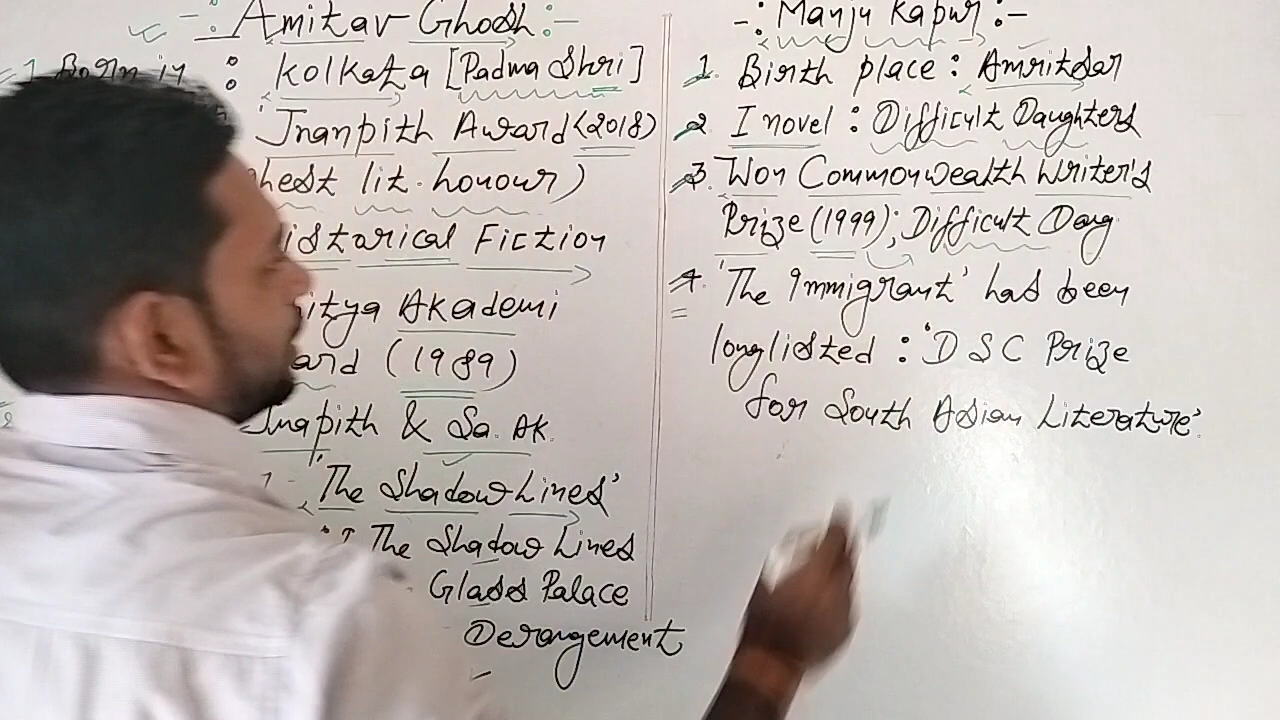 -: Amitav Ghosh :-
1. Born in : Kolkata [Padma Shri]
Jnanpith Award (2018)
hest lit. honour)
istorical Fiction
itya Akademi
ard (1989)
Jnapith & Sa. Ak.
1 - 'The Shadow Lines'
The Shadow Lines
Glass Palace
Derangement
-: Manju Kapur :-
1. Birth place : Amritsar
2. I novel : Difficult Daughters
3. Won Commonwealth Writer's
Prize (1999); Difficult Daug
4. 'The Immigrant' has been
longlisted : 'DSC Prize
for South Asian Literature'.